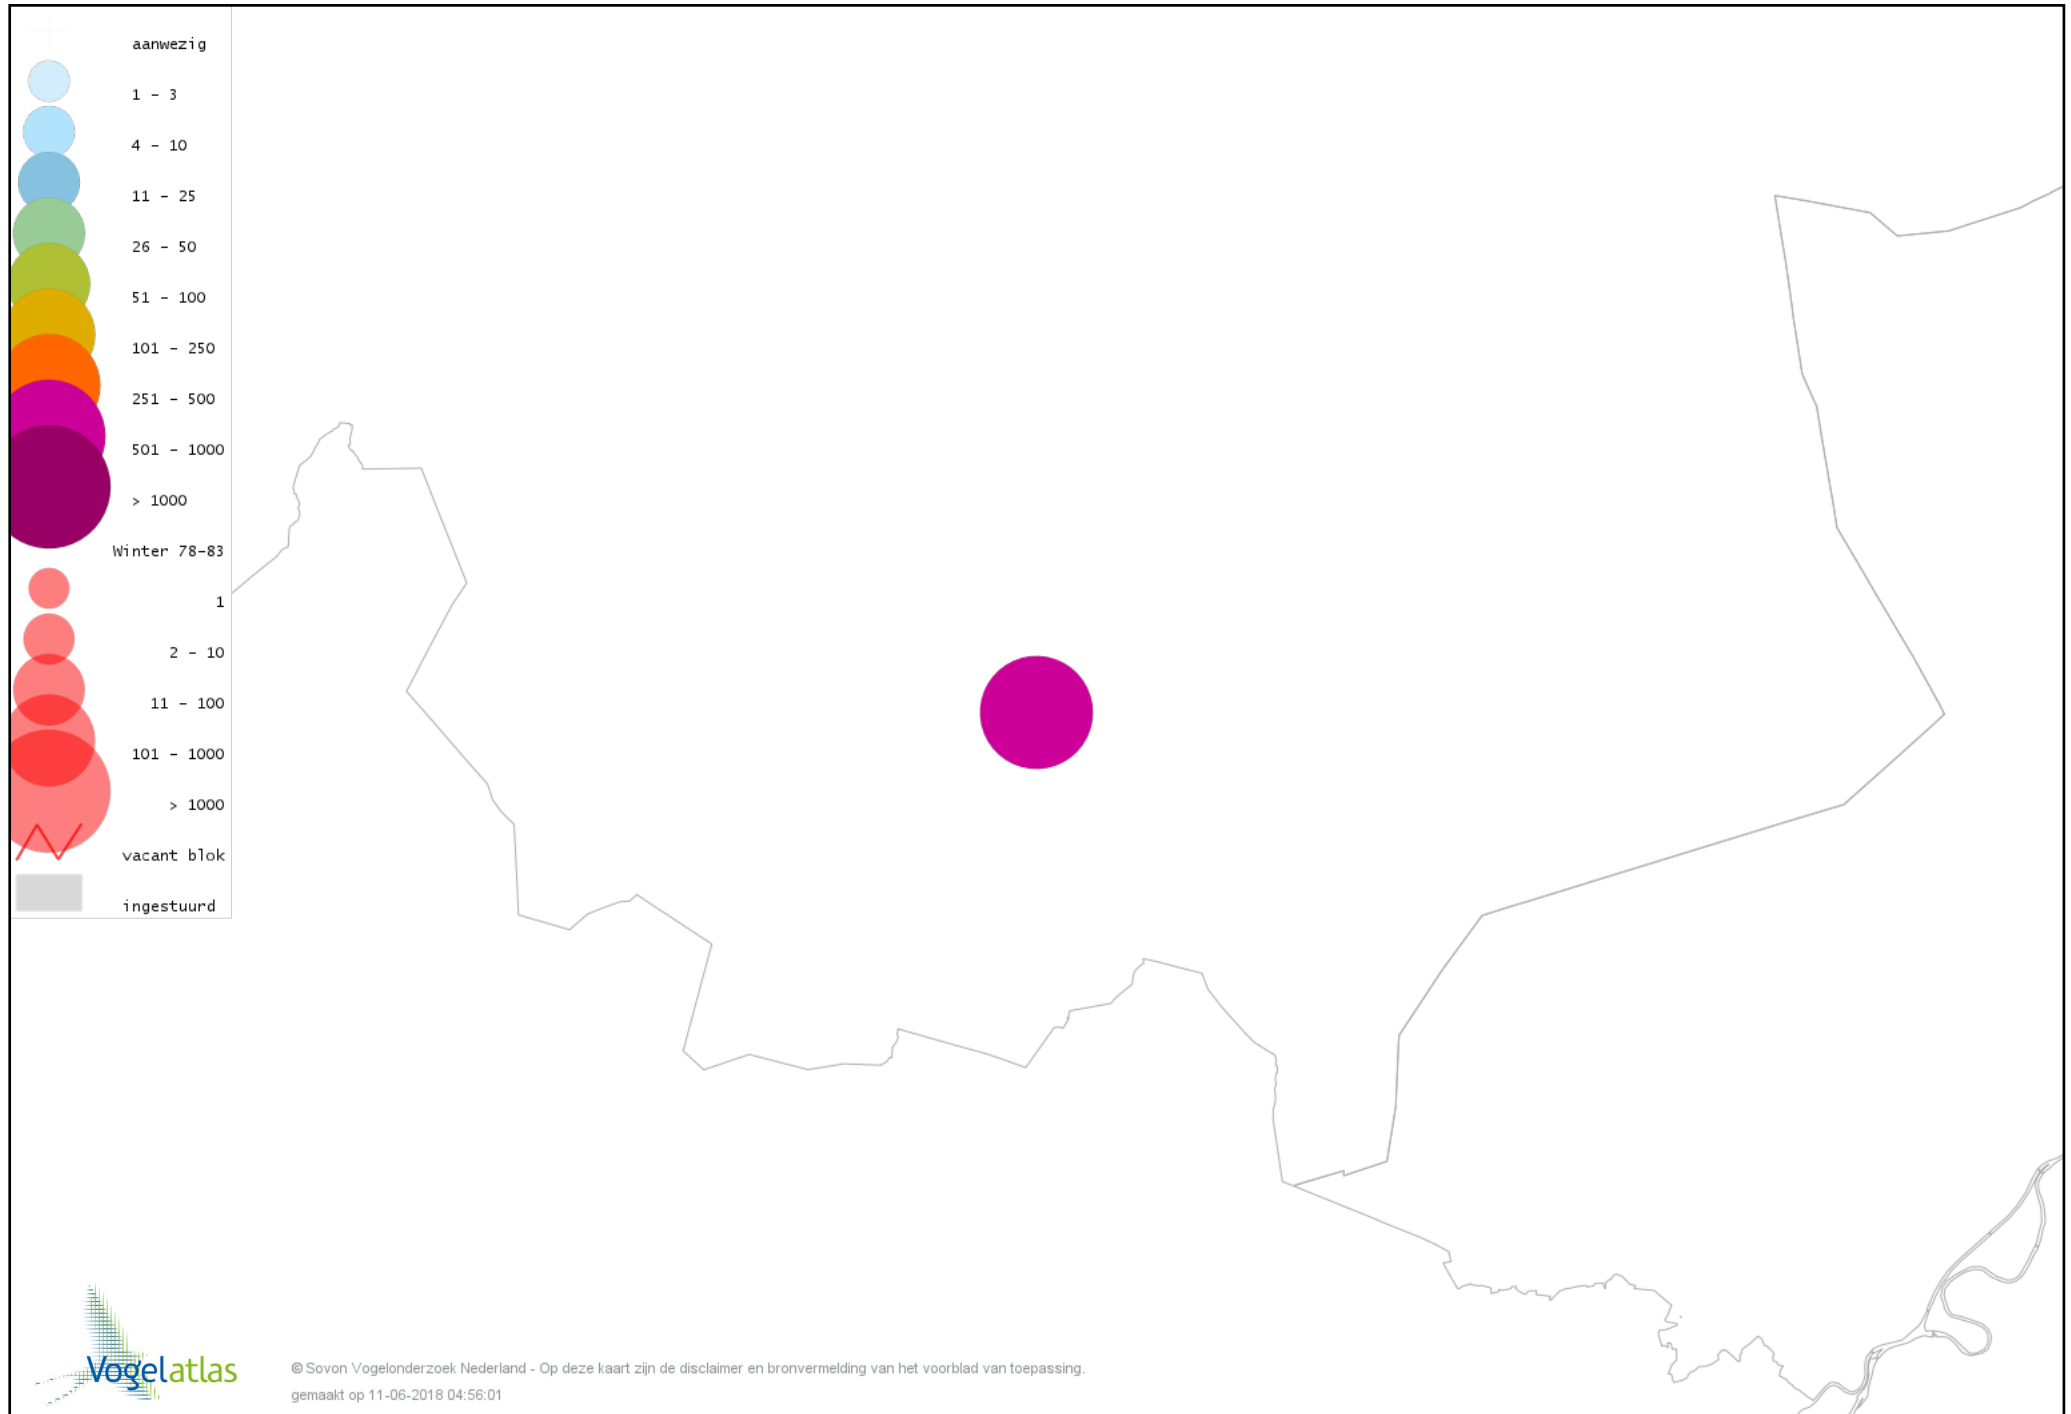 aanwezig
1 - 3
4 - 10
11 - 25
26 - 50
51 - 100
101 - 250
251 - 500
501 - 1000
> 1000
Winter 78-83
1
2 - 10
11 - 100
101 - 1000
> 1000
vacant blok
ingestuurd
Vogelatlas
© Sovon Vogelonderzoek Nederland - Op deze kaart zijn de disclaimer en bronvermelding van het voorblad van toepassing.
gemaakt op 11-06-2018 04:56:01